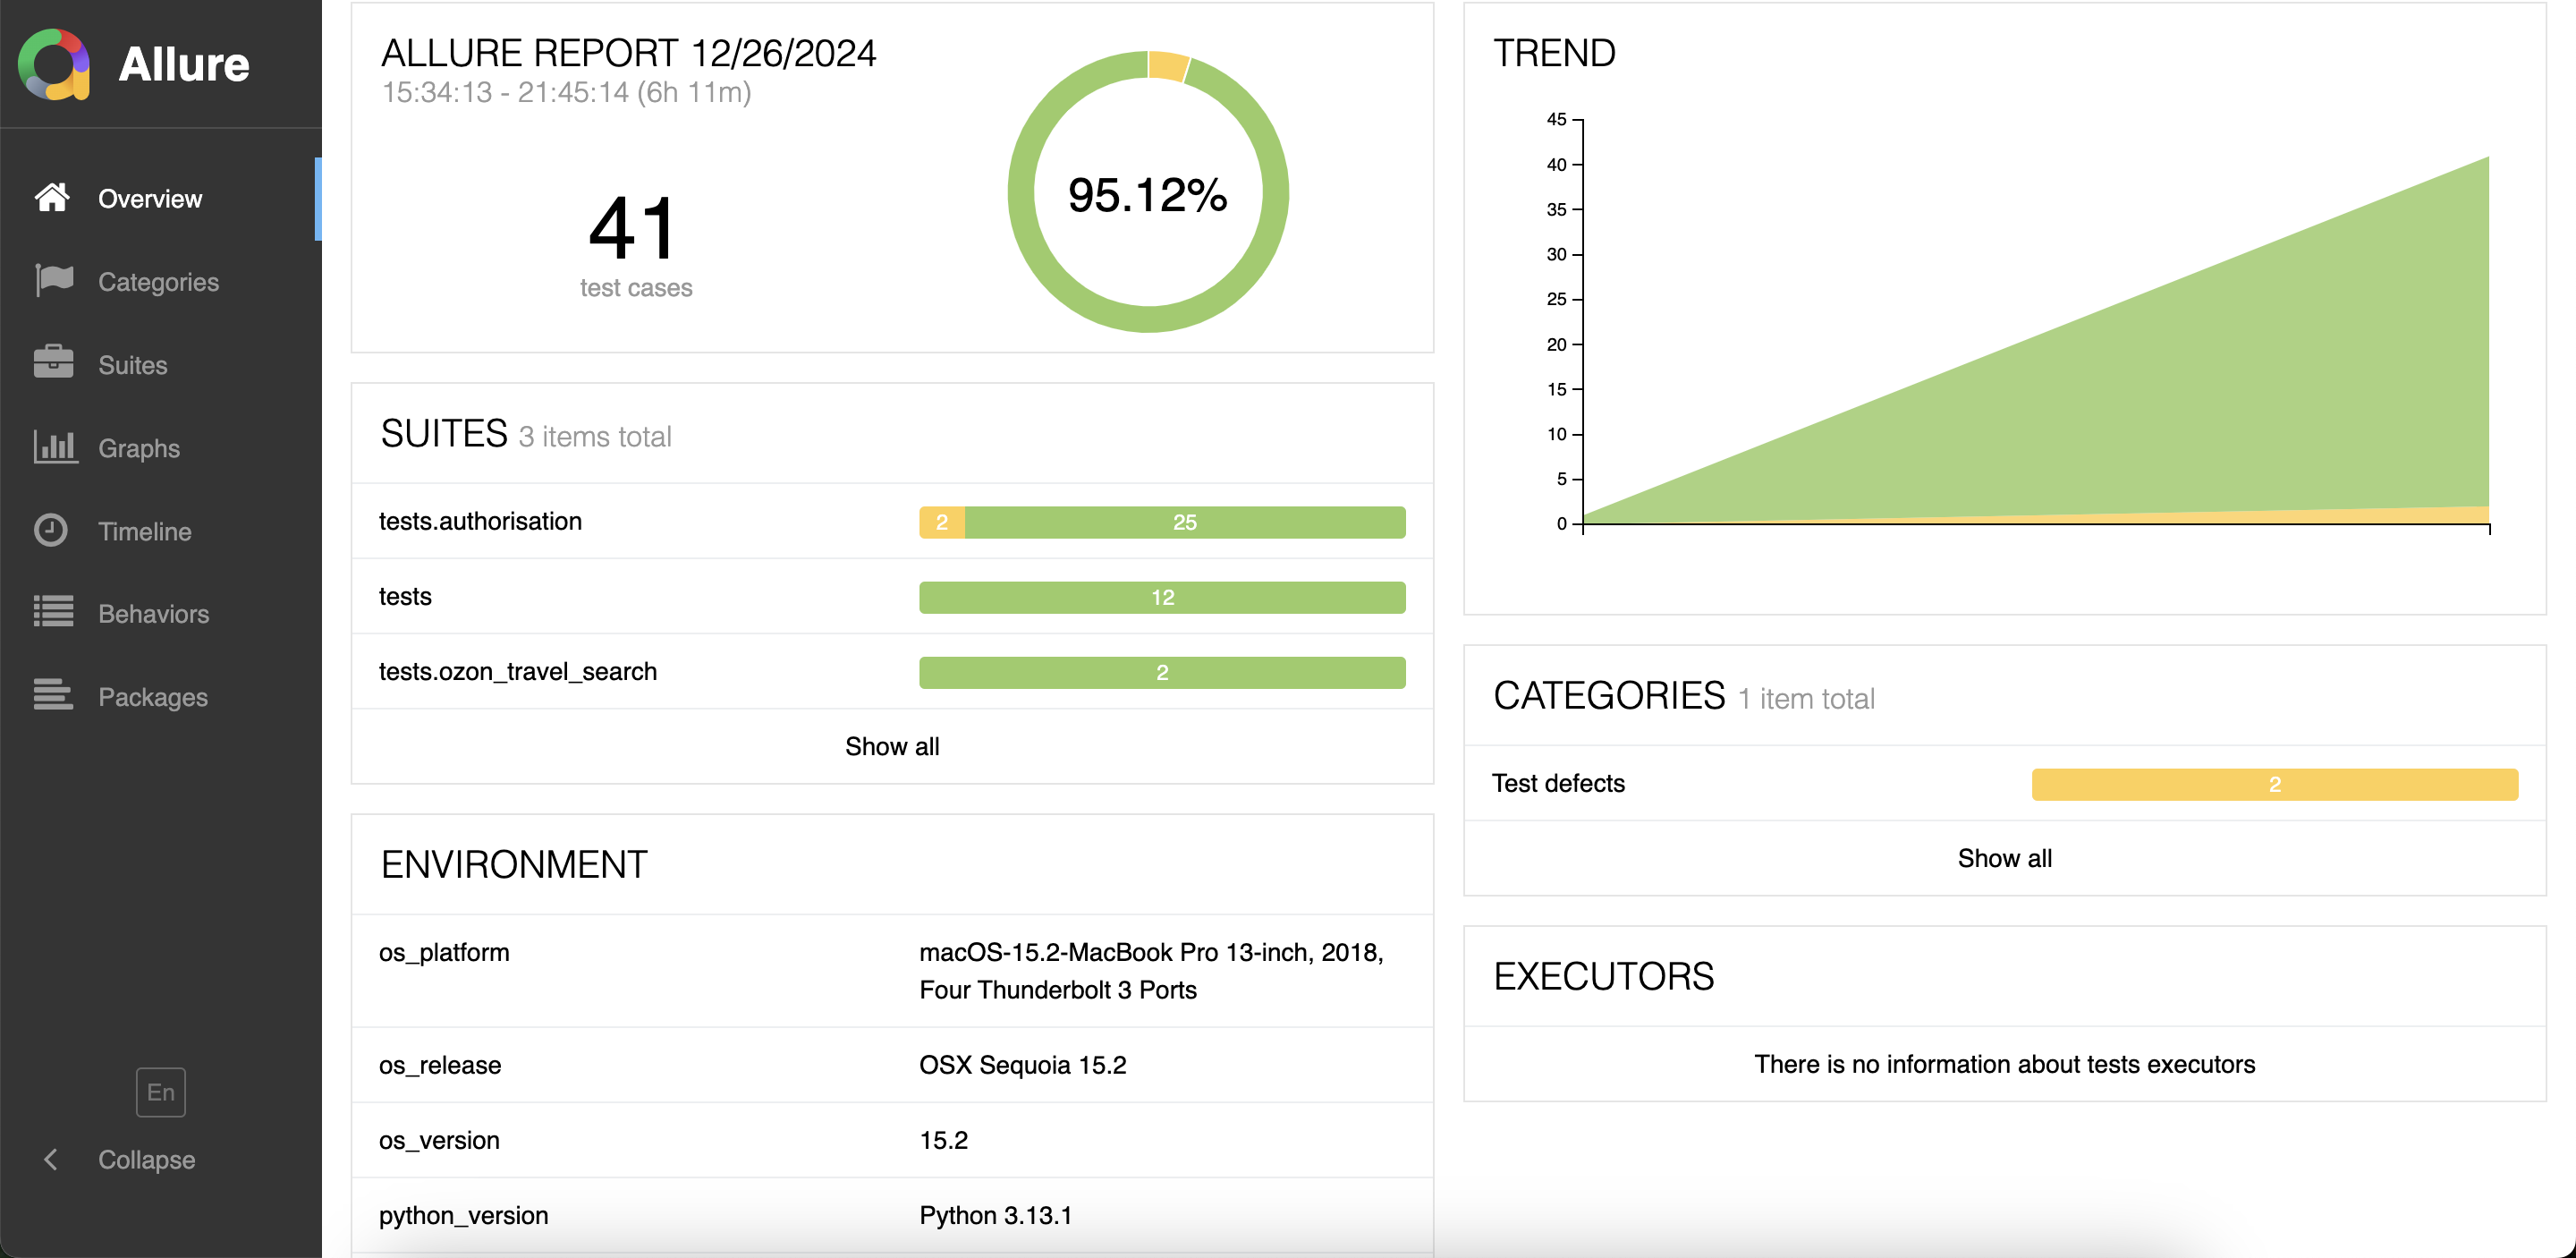 Allure
Overview
Categories
Suites
Graphs
Timeline
Behaviors
Packages
En
Collapse
ALLURE REPORT 12/26/2024
15:34:13 - 21:45:14 (6h 11m)
41
test cases
95.12%
SUITES 3 items total
tests.authorisation 2 25
tests 12
tests.ozon_travel_search 2
Show all
ENVIRONMENT
os_platform macOS-15.2-MacBook Pro 13-inch, 2018,
Four Thunderbolt 3 Ports
os_release OSX Sequoia 15.2
os_version 15.2
python_version Python 3.13.1
TREND
45
40
35
30
25
20
15
10
5
0
CATEGORIES 1 item total
Test defects 2
Show all
EXECUTORS
There is no information about tests executors